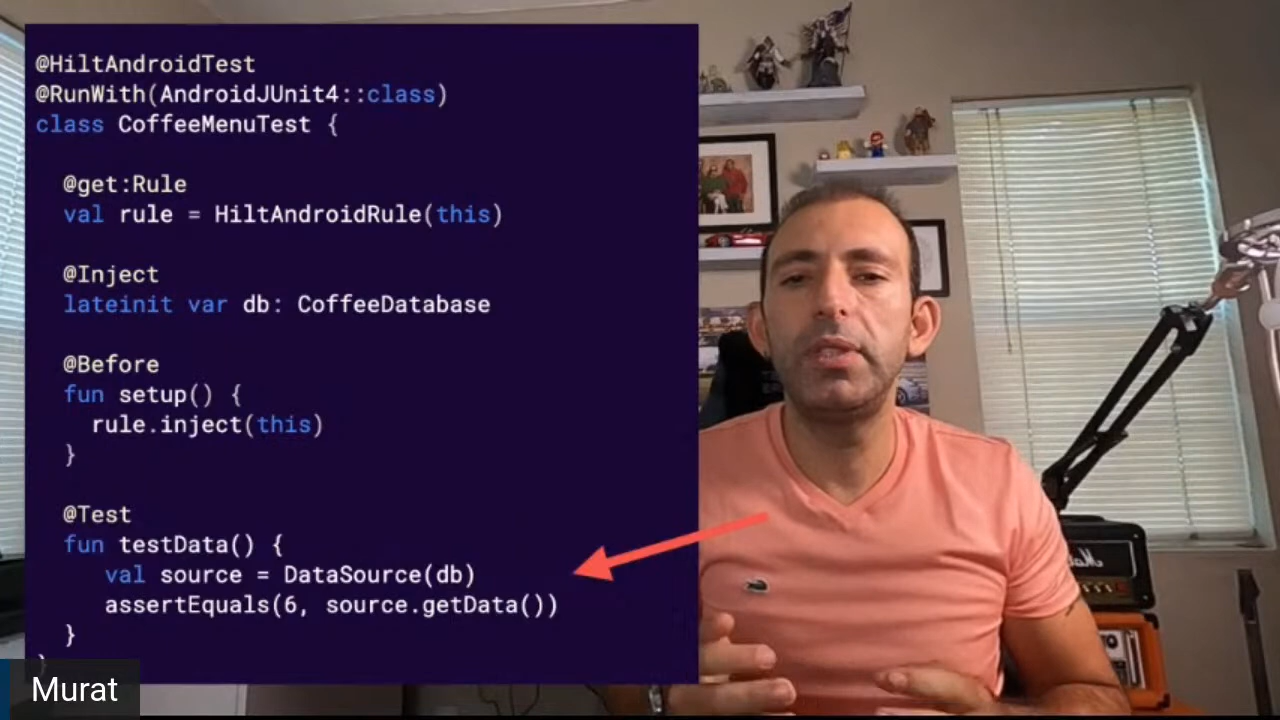 @HiltAndroidTest
@RunWith(AndroidJUnit4::class)
class CoffeeMenuTest {
@get:Rule
val rule = HiltAndroidRule(this)
@Inject
lateinit var db: CoffeeDatabase
@Before
fun setup() {
rule.inject(this)
}
@Test
fun testData() {
val source = DataSource(db)
assertEquals(6, source.getData())
}
}
Murat